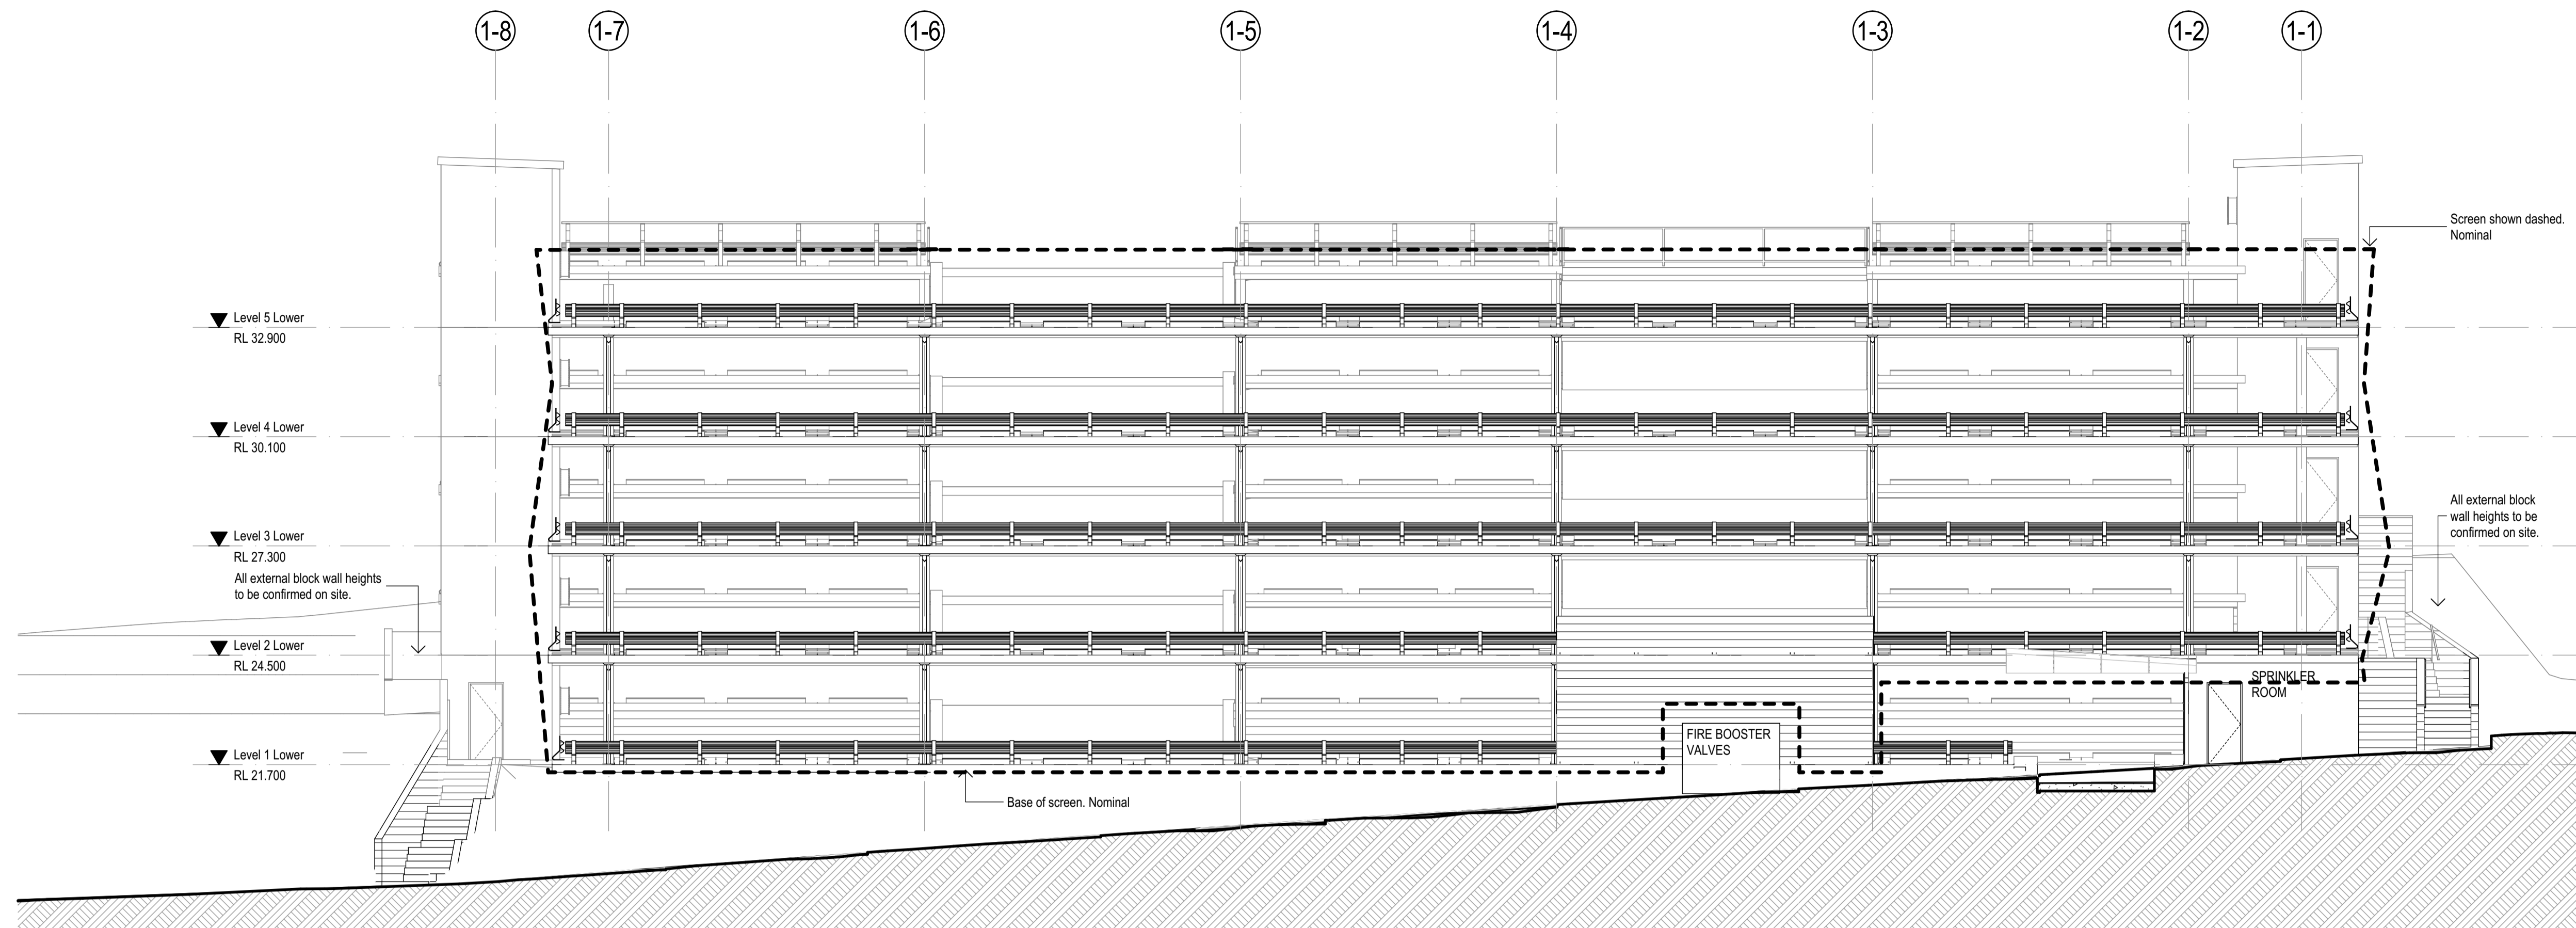 1-8
1-7
1-6
1-5
1-4
1-3
1-2
1-1
Screen shown dashed.
Nominal
Level 5 Lower
RL 32.900
Level 4 Lower
RL 30.100
All external block
wall heights to be
confirmed on site.
Level 3 Lower
RL 27.300
All external block wall heights
to be confirmed on site.
Level 2 Lower
RL 24.500
SPRINKLER
ROOM
FIRE BOOSTER
VALVES
Level 1 Lower
RL 21.700
Base of screen. Nominal